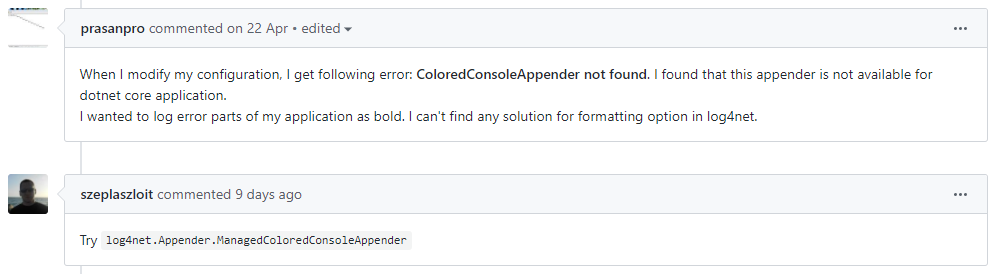 prasanpro commented on 22 Apr • edited
When I modify my configuration, I get following error: ColoredConsoleAppender not found. I found that this appender is not available for
dotnet core application.
I wanted to log error parts of my application as bold. I can't find any solution for formatting option in log4net.
szeplaszloit commented 9 days ago
Try log4net.Appender.ManagedColoredConsoleAppender